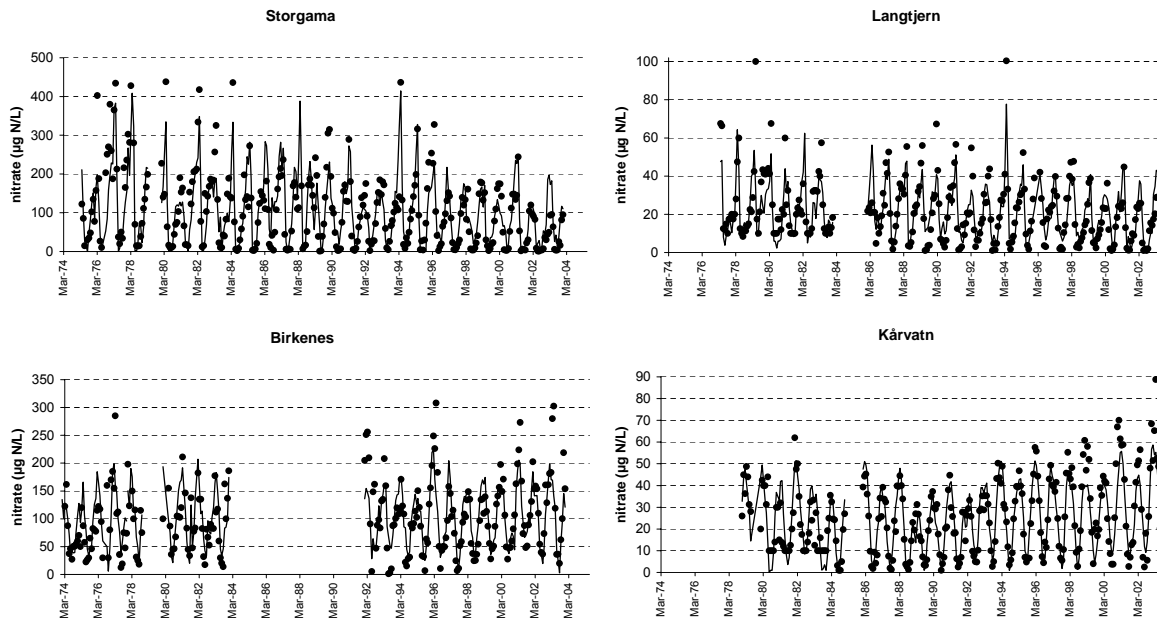 Storgama
nitrate (µg N/L)
500
400
300
200
100
0
Mar-74
Mar-76
Mar-78
Mar-80
Mar-82
Mar-84
Mar-86
Mar-88
Mar-90
Mar-92
Mar-94
Mar-96
Mar-98
Mar-00
Mar-02
Mar-04
Langtjern
nitrate (µg N/L)
100
80
60
40
20
0
Mar-74
Mar-76
Mar-78
Mar-80
Mar-82
Mar-84
Mar-86
Mar-88
Mar-90
Mar-92
Mar-94
Mar-96
Mar-98
Mar-00
Mar-02
Birkenes
nitrate (µg N/L)
350
300
250
200
150
100
50
0
Mar-74
Mar-76
Mar-78
Mar-80
Mar-82
Mar-84
Mar-86
Mar-88
Mar-90
Mar-92
Mar-94
Mar-96
Mar-98
Mar-00
Mar-02
Mar-04
Kårvatn
nitrate (µg N/L)
90
80
70
60
50
40
30
20
10
0
Mar-74
Mar-76
Mar-78
Mar-80
Mar-82
Mar-84
Mar-86
Mar-88
Mar-90
Mar-92
Mar-94
Mar-96
Mar-98
Mar-00
Mar-02